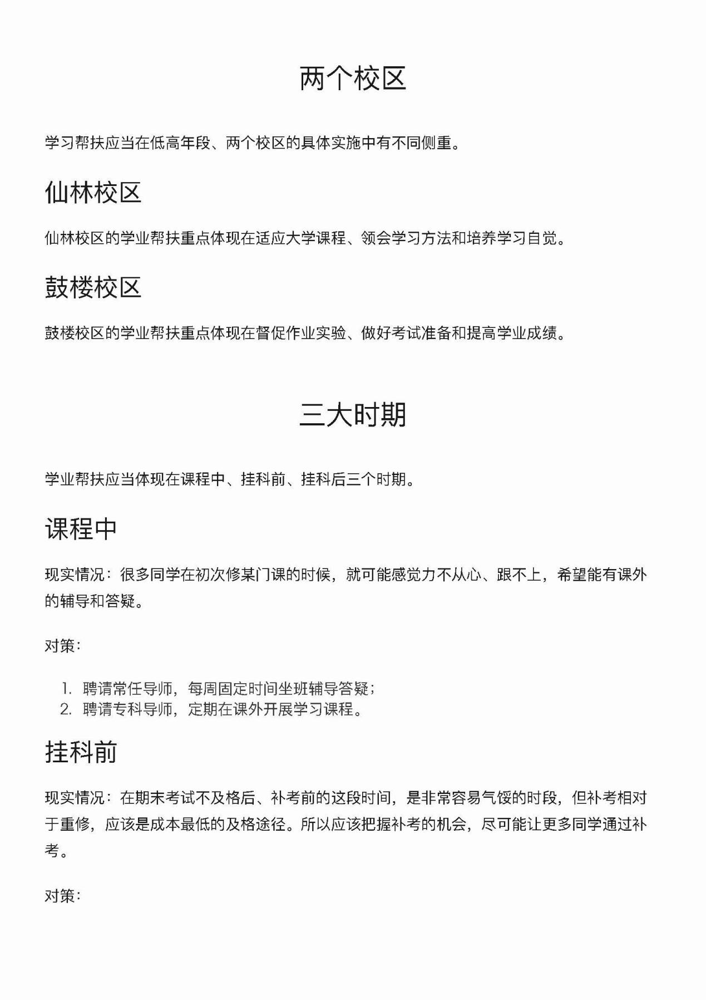 两个校区
学习帮扶应当在低高年段、两个校区的具体实施中有不同侧重。
仙林校区
仙林校区的学业帮扶重点体现在适应大学课程、领会学习方法和培养学习自觉。
鼓楼校区
鼓楼校区的学业帮扶重点体现在督促作业实验、做好考试准备和提高学业成绩。
三大时期
学业帮扶应当体现在课程中、挂科前、挂科后三个时期。
课程中
现实情况：很多同学在初次修某门课的时候，就可能感觉力不从心、跟不上，希望能有课外
的辅导和答疑。
对策：
1. 聘请常任导师，每周固定时间坐班辅导答疑；
2. 聘请专科导师，定期在课外开展学习课程。
挂科前
现实情况：在期末考试不及格后、补考前的这段时间，是非常容易气馁的时段，但补考相对
于重修，应该是成本最低的及格途径。所以应该把握补考的机会，尽可能让更多同学通过补
考。
对策：